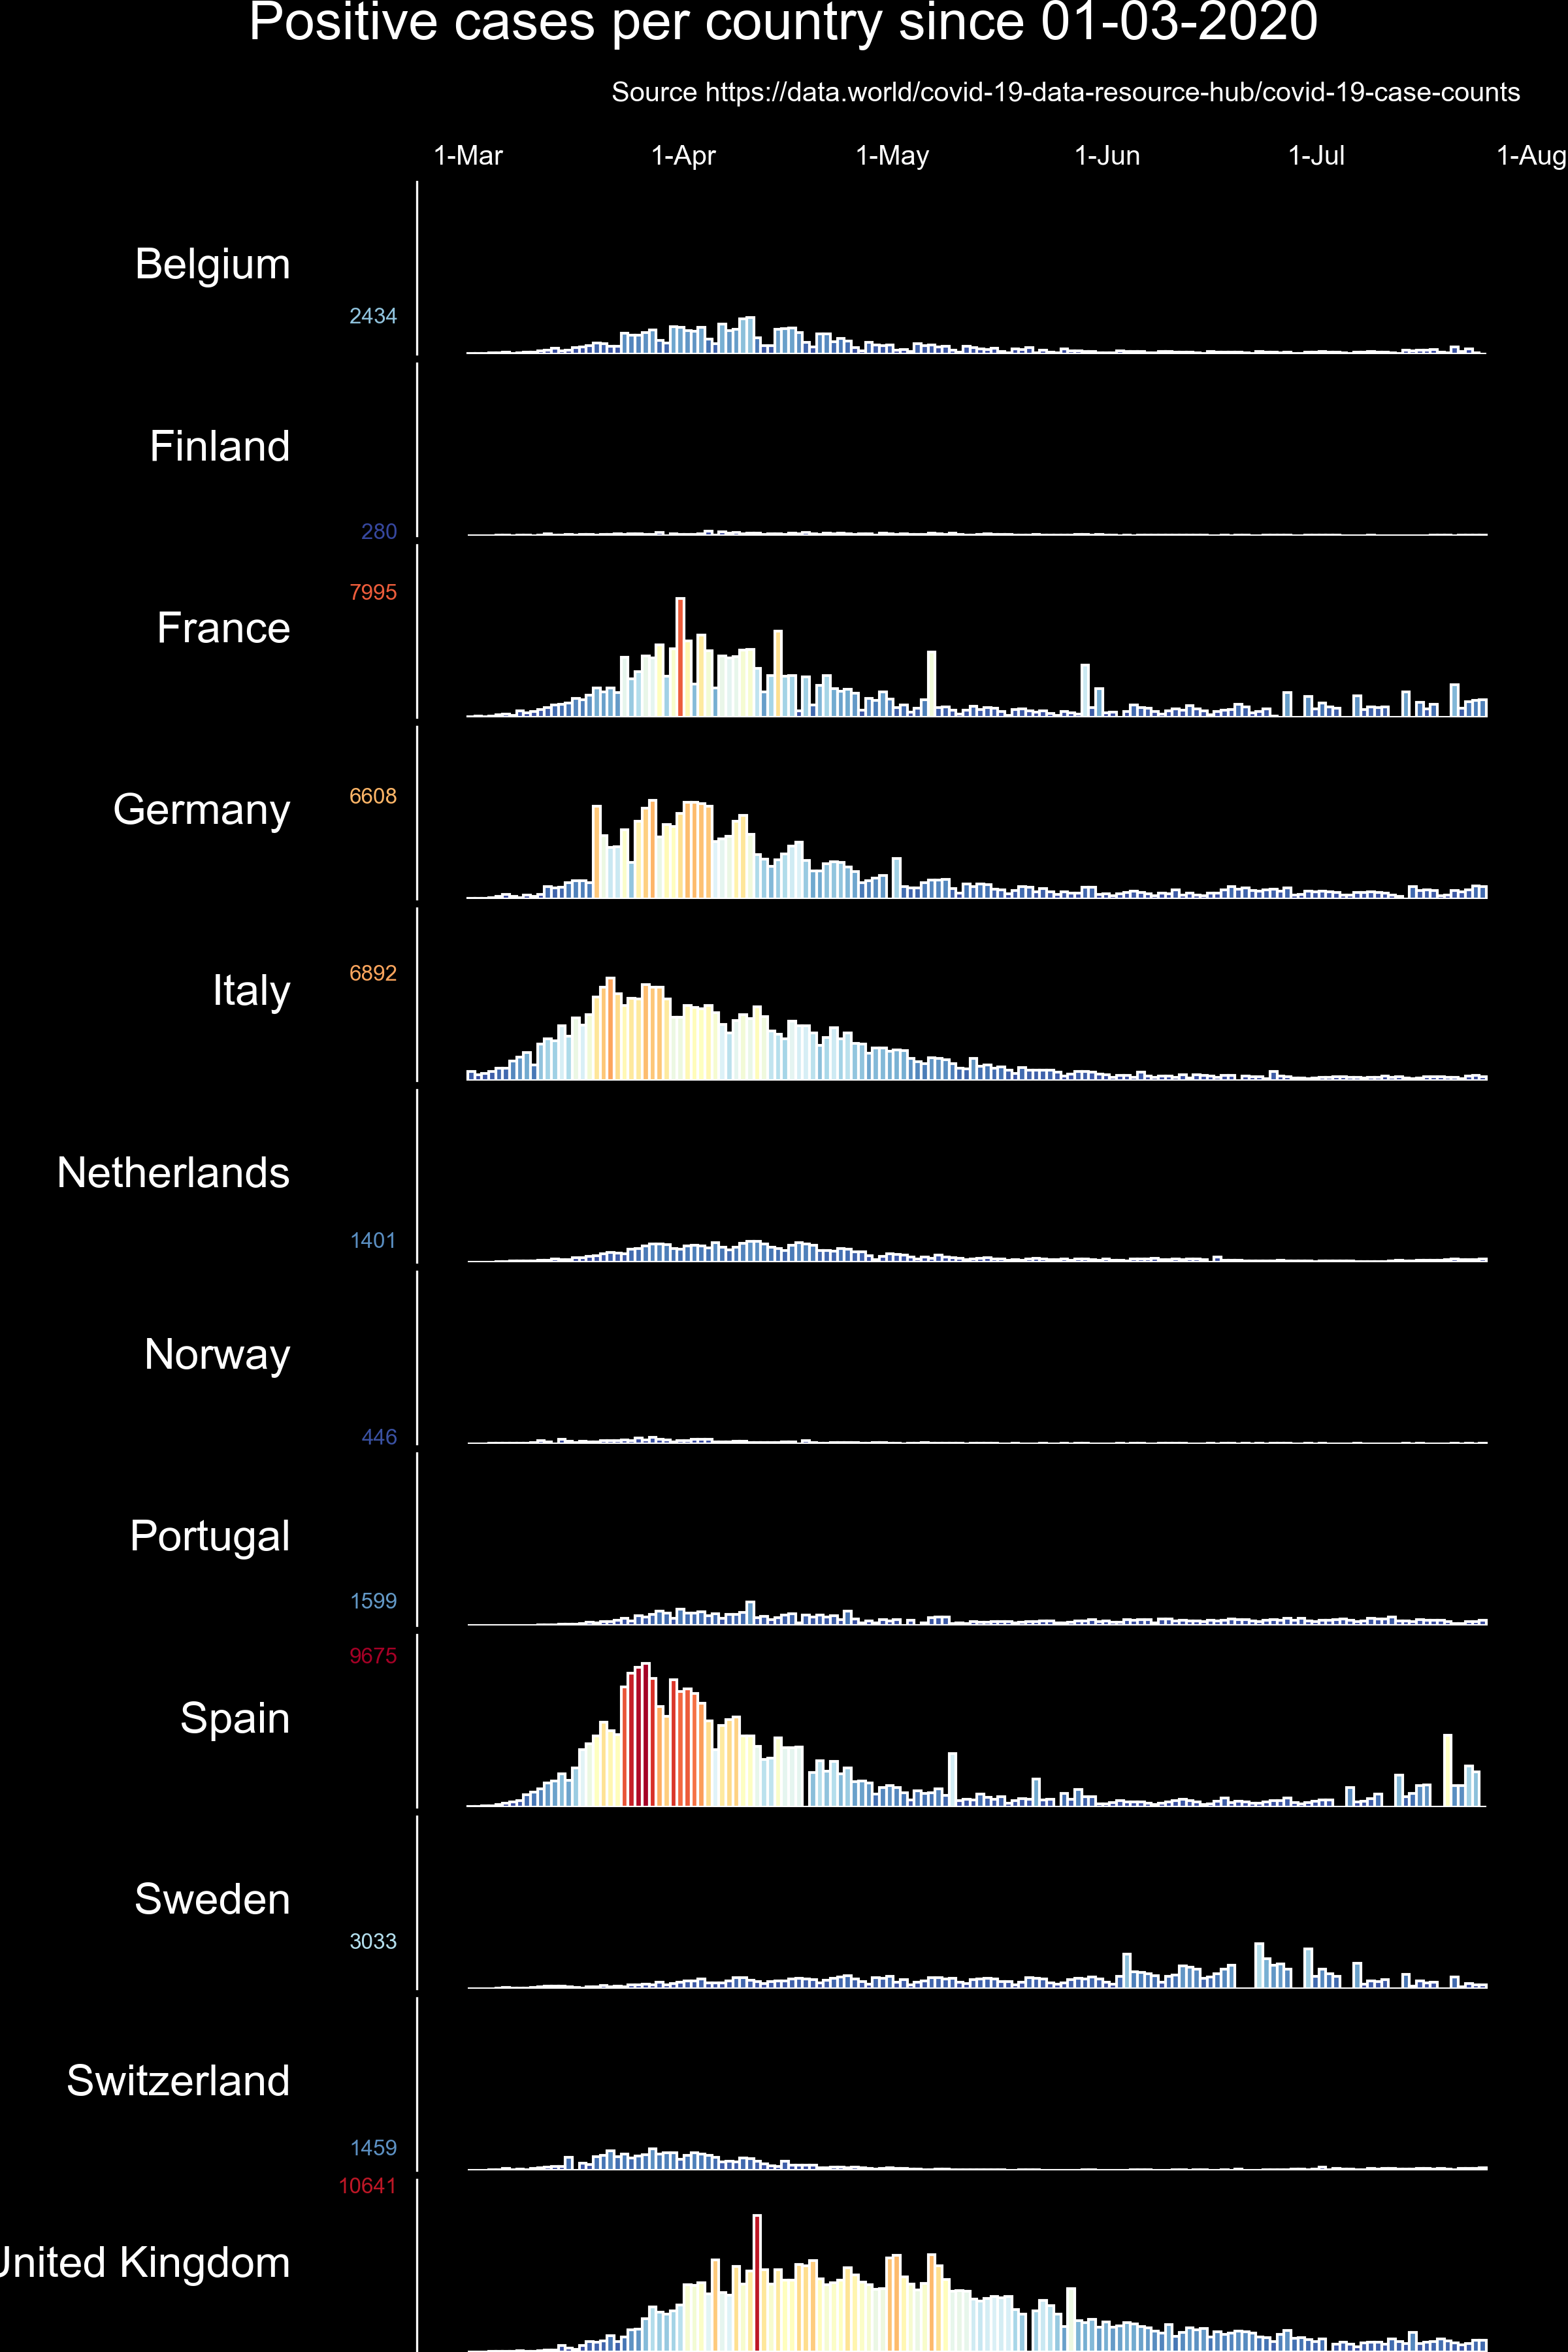 Positive cases per country since 01-03-2020
Source https://data.world/covid-19-data-resource-hub/covid-19-case-counts
1-Mar 1-Apr 1-May 1-Jun 1-Jul 1-Aug
Belgium
2434
Finland
280
France
7995
Germany
6608
Italy
6892
Netherlands
1401
Norway
446
Portugal
1599
Spain
9675
Sweden
3033
Switzerland
1459
United Kingdom
10641